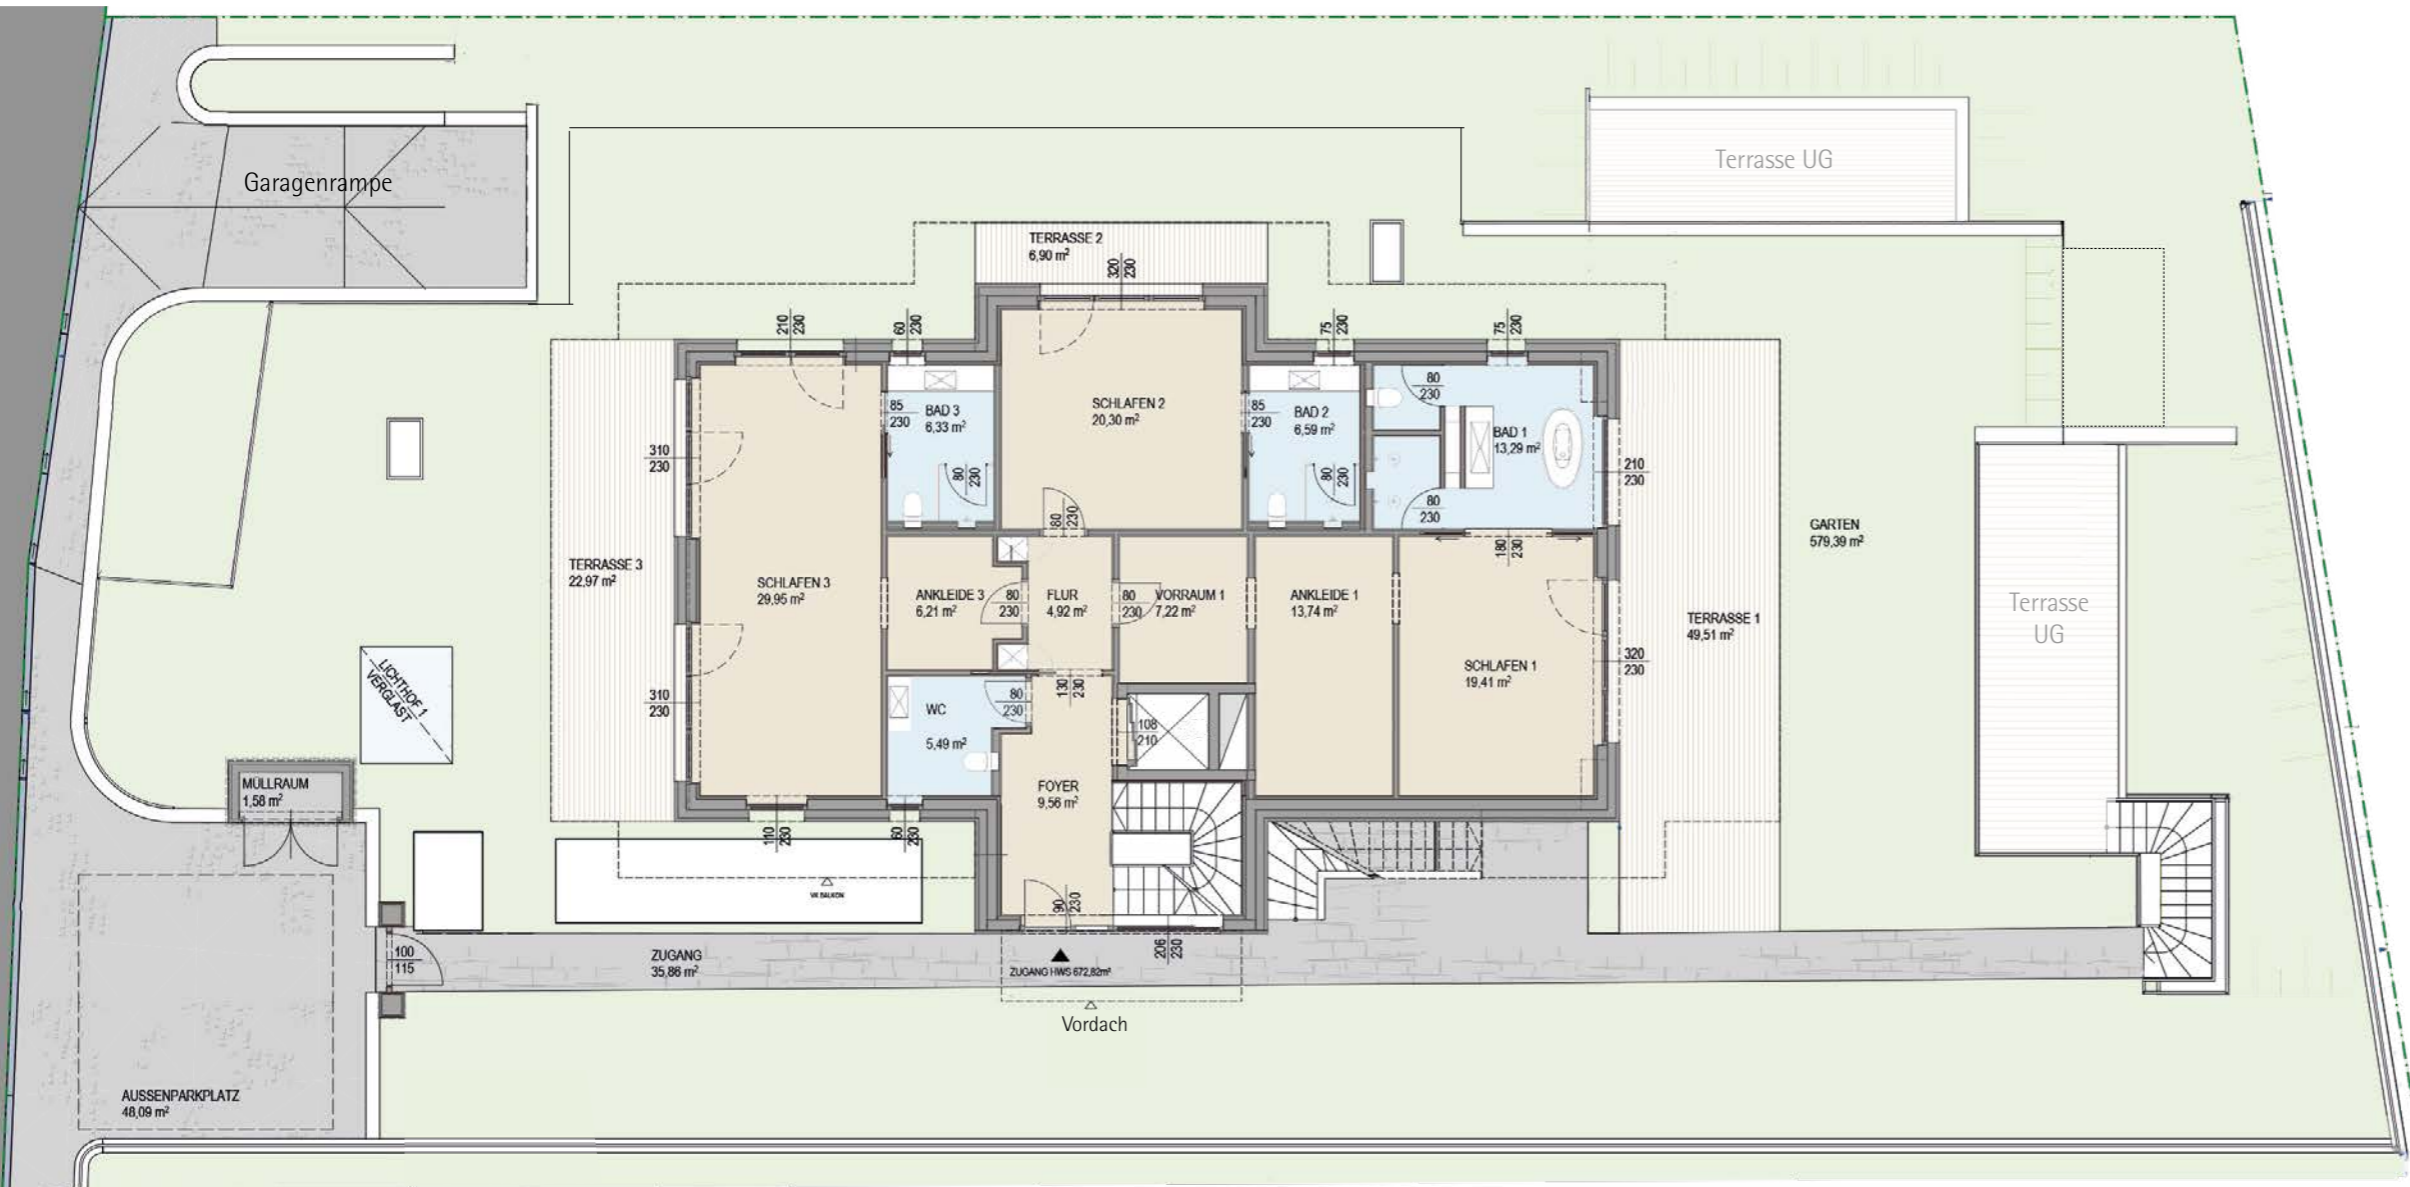 Garagenrampe
Terrasse UG
TERRASSE 2
6,90 m²
320
230
210
230
60
230
75
230
75
230
SCHLAFEN 2
20,30 m²
85
230
BAD 3
6,33 m²
80
230
85
230
BAD 2
6,59 m²
80
230
80
230
BAD 1
13,29 m²
80
230
310
230
210
230
80
230
180
230
GARTEN
579,39 m²
TERRASSE 3
22,97 m²
SCHLAFEN 3
29,95 m²
ANKLEIDE 3
6,21 m²
80
230
FLUR
4,92 m²
80
230
VORRAUM 1
7,22 m²
ANKLEIDE 1
13,74 m²
TERRASSE 1
49,51 m²
Terrasse
UG
SCHLAFEN 1
19,41 m²
320
230
310
230
LICHTHOF 1
VERGLAST
WC
5,49 m²
80
230
130
230
108
210
MÜLLRAUM
1,58 m²
FOYER
9,56 m²
110
230
60
230
VK BALKON
90
230
206
230
100
115
ZUGANG
35,86 m²
ZUGANG HWS 672,82m²
Vordach
AUSSENPARKPLATZ
48,09 m²